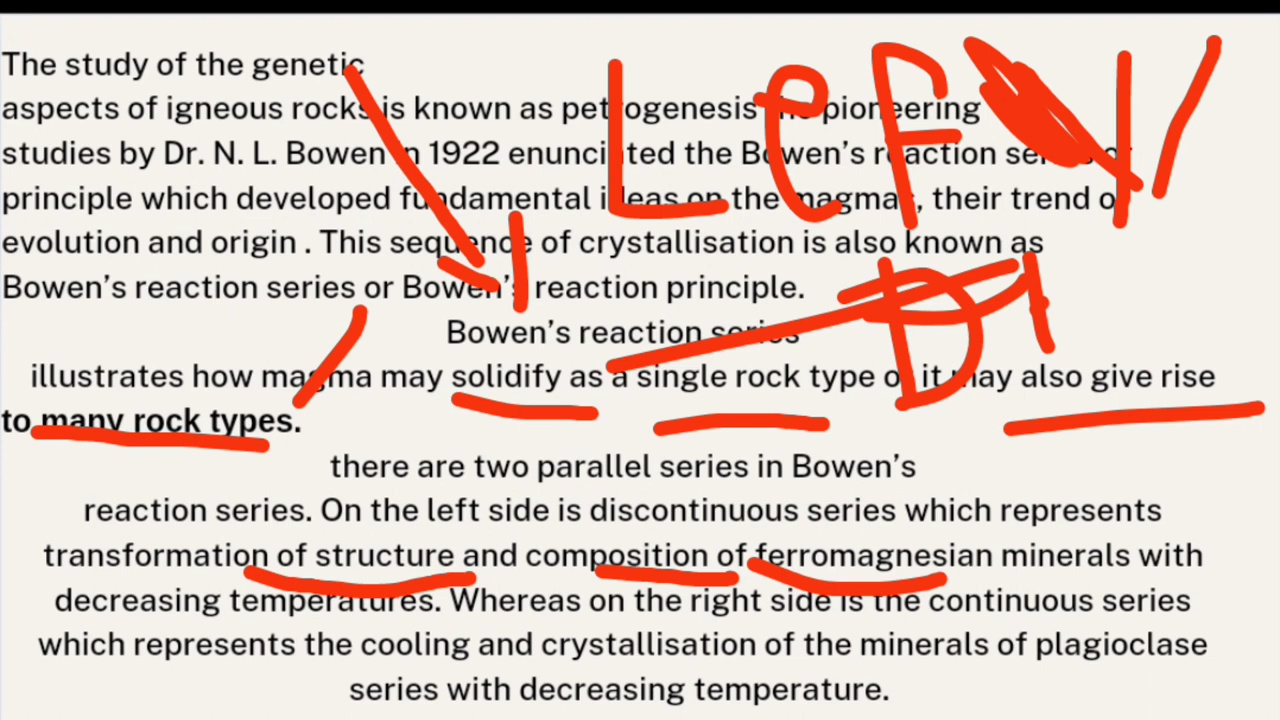 The study of the genetic
aspects of igneous rocks is known as petrogenesis the pioneering
studies by Dr. N. L. Bowen in 1922 enunciated the Bowen's reaction series or
principle which developed fundamental ideas on the magmas, their trend of
evolution and origin . This sequence of crystallisation is also known as
Bowen's reaction series or Bowen's reaction principle.
Bowen's reaction series
illustrates how magma may solidify as a single rock type or it may also give rise
to many rock types.
there are two parallel series in Bowen's
reaction series. On the left side is discontinuous series which represents
transformation of structure and composition of ferromagnesian minerals with
decreasing temperatures. Whereas on the right side is the continuous series
which represents the cooling and crystallisation of the minerals of plagioclase
series with decreasing temperature.